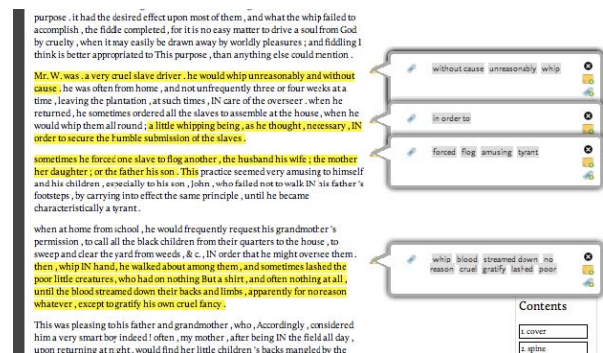 purpose . it had the desired effect upon most of them , and what the whip failed to
accomplish , the fiddle completed , for it is no easy matter to drive a soul from God
by cruelty , when it may easily be drawn away by worldly pleasures ; and fiddling I
think is better appropriated to This purpose , than anything else could mention .
Mr. W. was . a very cruel slave driver . he would whip unreasonably and without
cause . he was often from home , and not unfrequently three or four weeks at a
time , leaving the plantation , at such times , IN care of the overseer . when he
returned , he sometimes ordered all the slaves to assemble at the house , when he
would whip them all round ; a little whipping being , as he thought , necessary , IN
order to secure the humble submission of the slaves .
sometimes he forced one slave to flog another , the husband his wife ; the mother
her daughter ; or the father his son . This practice seemed very amusing to himself
and his children , especially to his son , John , who failed not to walk IN his father 's
footsteps , by carrying into effect the same principle , until he became
characteristically a tyrant .
when at home from school , he would frequently request his grandmother 's
permission , to call all the black children from their quarters to the house , to
sweep and clear the yard from weeds , & c. , IN order that he might oversee them .
then , whip IN hand , he walked about among them , and sometimes lashed the
poor little creatures , who had on nothing But a shirt , and often nothing at all ,
until the blood streamed down their backs and limbs , apparently for no reason
whatever , except to gratify his own cruel fancy .
This was pleasing to his father and grandmother , who , Accordingly , considered
him a very smart boy indeed ! often , my mother , after being IN the field all day ,
upon returning at night , would find her little children 's backs mangled by the
without cause unreasonably whip
in order to
forced flog amusing tyrant
whip blood streamed down no
reason cruel gratify lashed poor
Contents
1. cover
2. spine